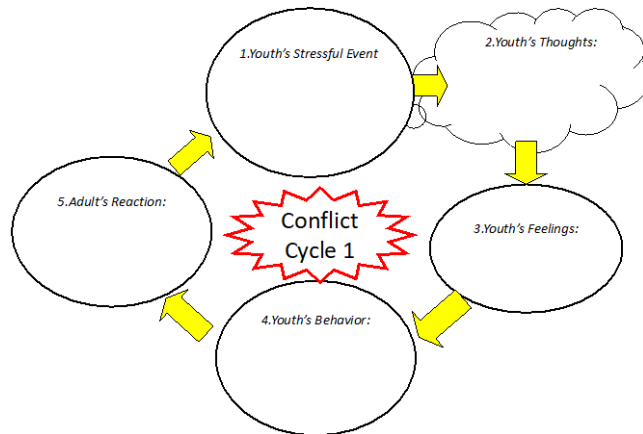 1.Youth's Stressful Event
2.Youth's Thoughts:
3.Youth's Feelings:
4.Youth's Behavior:
5.Adult's Reaction:
Conflict
Cycle 1